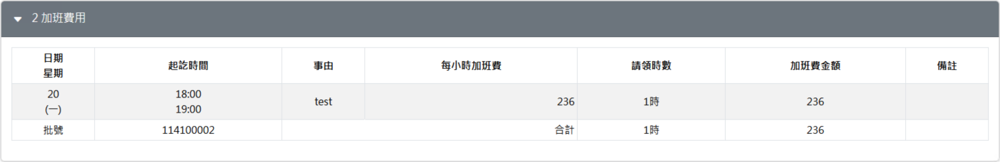 2 加班費用
日期
星期
起訖時間
事由
每小時加班費
請領時數
加班費金額
備註
20
(一)
18:00
19:00
test
236
1時
236
批號
114100002
合計
1時
236